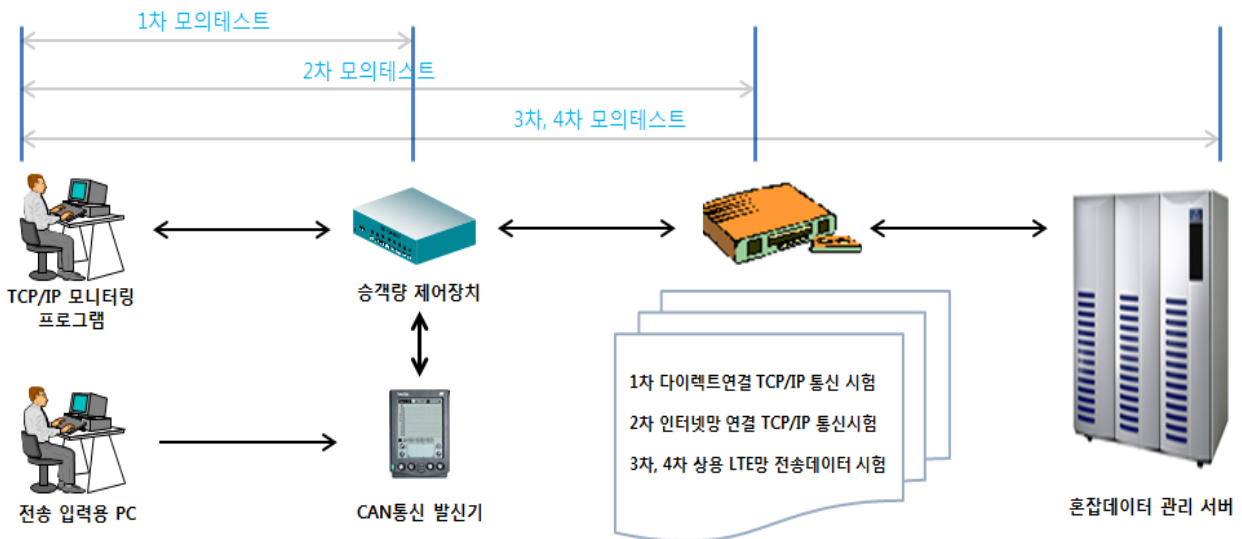 1차 모의테스트
2차 모의테스트
3차, 4차 모의테스트
TCP/IP 모니터링
프로그램
승객량 제어장치
1차 다이렉트연결 TCP/IP 통신 시험
2차 인터넷망 연결 TCP/IP 통신시험
3차, 4차 상용 LTE망 전송데이터 시험
전송 입력용 PC
CAN통신 발신기
혼잡데이터 관리 서버